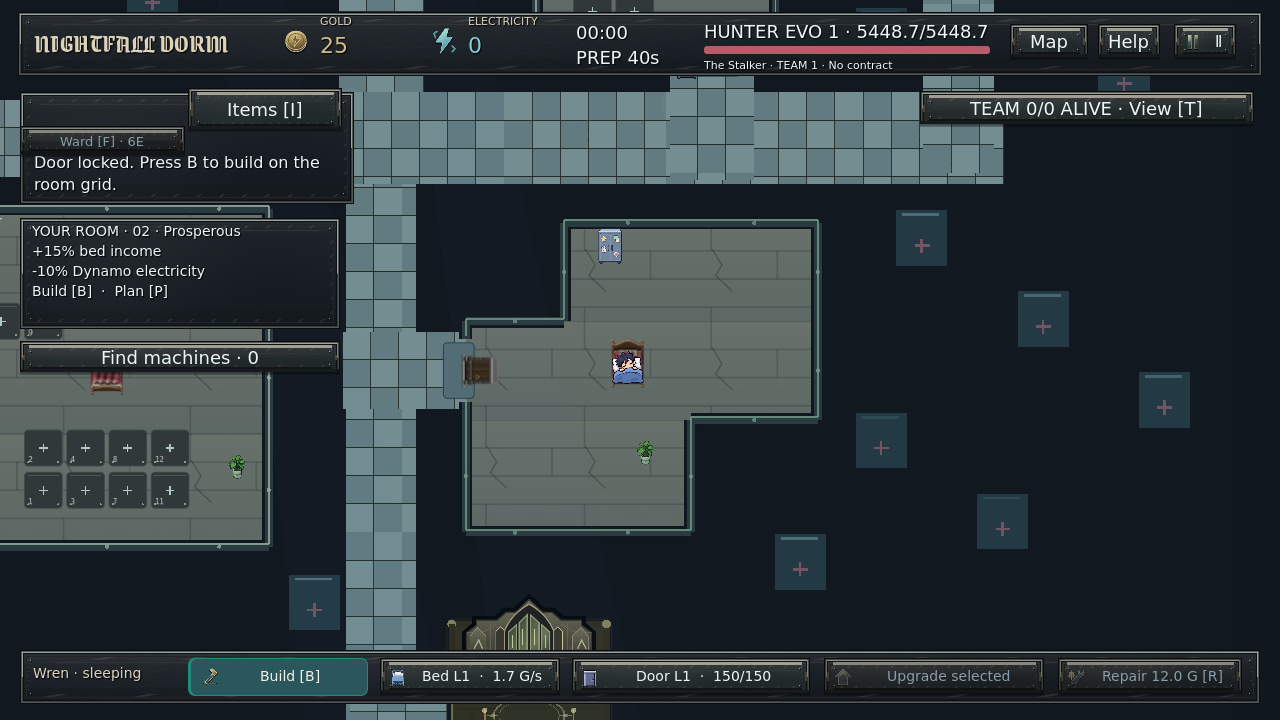 NIGHTFALL DORM
GOLD
25
ELECTRICITY
0
00:00
PREP 40s
HUNTER EVO 1 · 5448.7/5448.7
The Stalker · TEAM 1 · No contract
Map
Help
II
Items [I]
TEAM 0/0 ALIVE · View [T]
Ward [F] · 6E
Door locked. Press B to build on the
room grid.
YOUR ROOM · 02 · Prosperous
+15% bed income
-10% Dynamo electricity
Build [B] · Plan [P]
9
Find machines · 0
2
4
8
12
1
3
7
11
Wren · sleeping
Build [B]
Bed L1 · 1.7 G/s
Door L1 · 150/150
Upgrade selected
Repair 12.0 G [R]